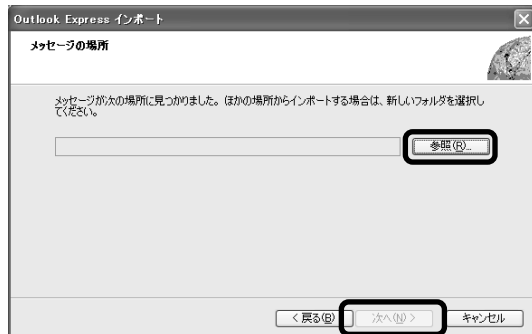 Outlook Express インポート
メッセージの場所
メッセージが次の場所に見つかりました。ほかの場所からインポートする場合は、新しいフォルダを選択し
てください。
参照(R)...
< 戻る(B)
次へ(N) >
キャンセル